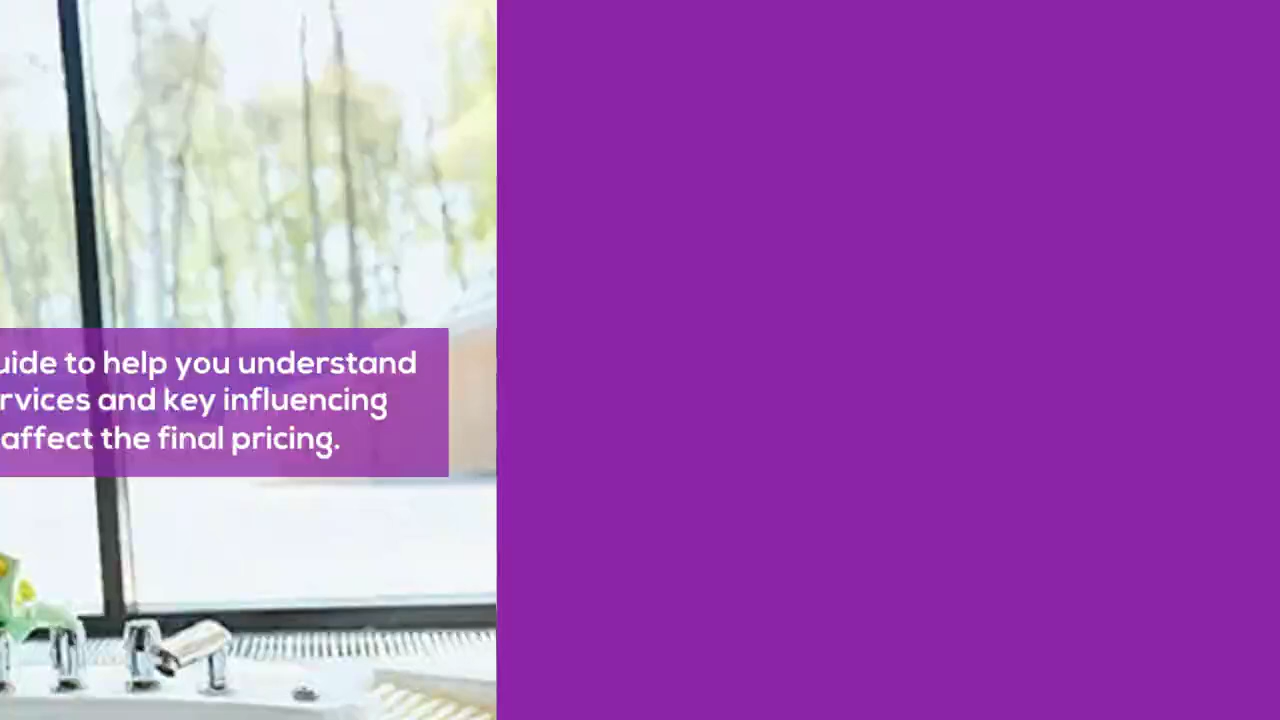 uide to help you understand
rvices and key influencing
affect the final pricing.